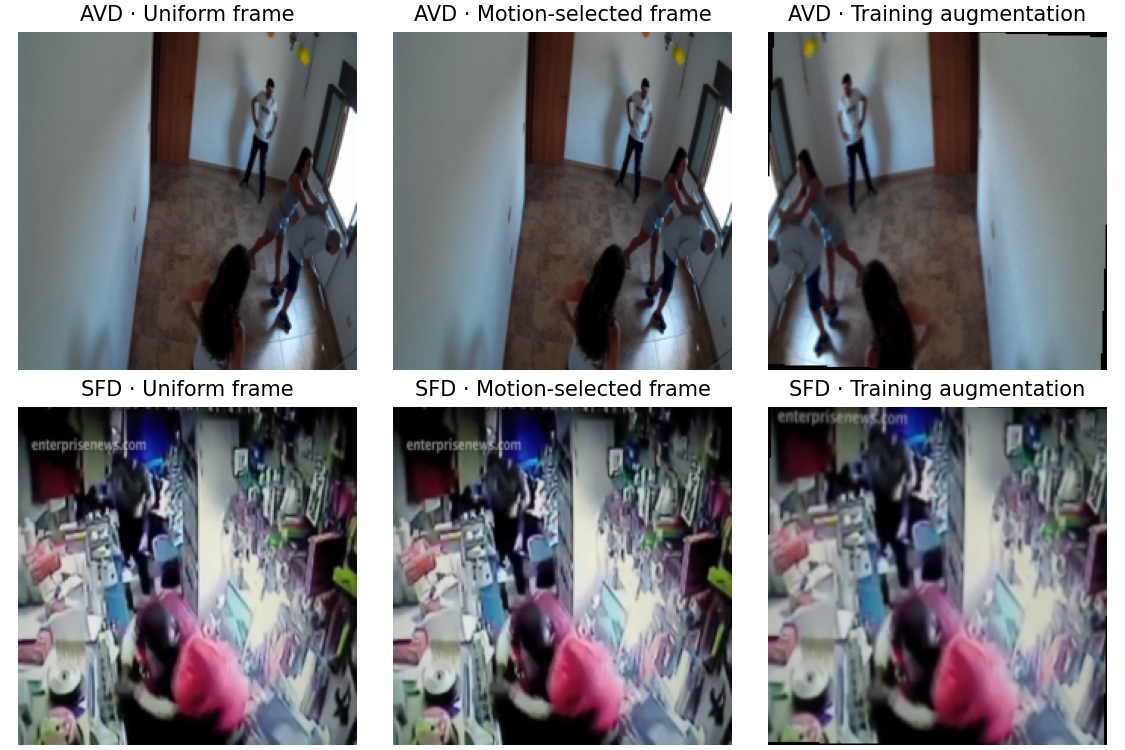 AVD · Uniform frame
AVD · Motion-selected frame
AVD · Training augmentation
SFD · Uniform frame
SFD · Motion-selected frame
SFD · Training augmentation
enterprisenews.com
enterprisenews.com
enterprisenews.com